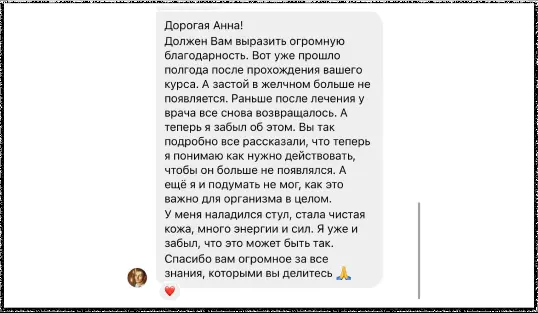 Дорогая Анна!
Должен Вам выразить огромную
благодарность. Вот уже прошло
полгода после прохождения вашего
курса. А застой в желчном больше не
появляется. Раньше после лечения у
врача все снова возвращалось. А
теперь я забыл об этом. Вы так
подробно все рассказали, что теперь
я понимаю как нужно действовать,
чтобы он больше не появлялся. А
ещё я и подумать не мог, как это
важно для организма в целом.
У меня наладился стул, стала чистая
кожа, много энергии и сил. Я уже и
забыл, что это может быть так.
Спасибо вам огромное за все
знания, которыми вы делитесь 🙏